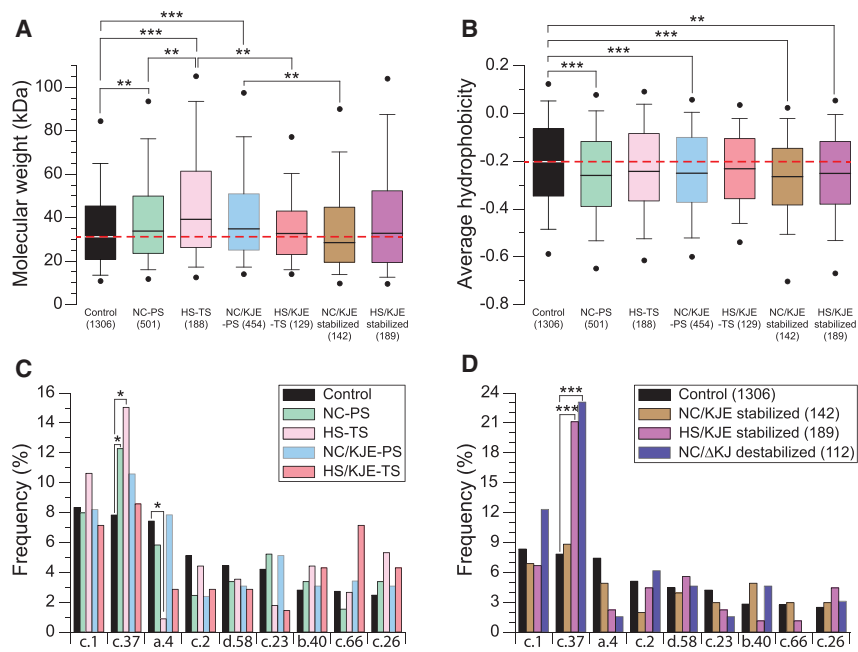 A
***
***
**
**
**
**
Molecular weight (kDa)
100
80
60
40
20
0
Control
(1306)
NC-PS
(501)
HS-TS
(188)
NC/KJE
-PS (454)
HS/KJE
-TS (129)
NC/KJE
stabilized
(142)
HS/KJE
stabilized
(189)
B
**
***
***
***
Average hydrophobicity
0.2
0.0
-0.2
-0.4
-0.6
-0.8
Control
(1306)
NC-PS
(501)
HS-TS
(188)
NC/KJE
-PS (454)
HS/KJE
-TS (129)
NC/KJE
stabilized
(142)
HS/KJE
stabilized
(189)
C
Frequency (%)
16
14
12
10
8
6
4
2
0
*
*
*
Control
NC-PS
HS-TS
NC/KJE-PS
HS/KJE-TS
c.1 c.37 a.4 c.2 d.58 c.23 b.40 c.66 c.26
D
Frequency (%)
24
21
18
15
12
9
6
3
0
***
***
Control (1306)
NC/KJE stabilized (142)
HS/KJE stabilized (189)
NC/ΔKJ destabilized (112)
c.1 c.37 a.4 c.2 d.58 c.23 b.40 c.66 c.26